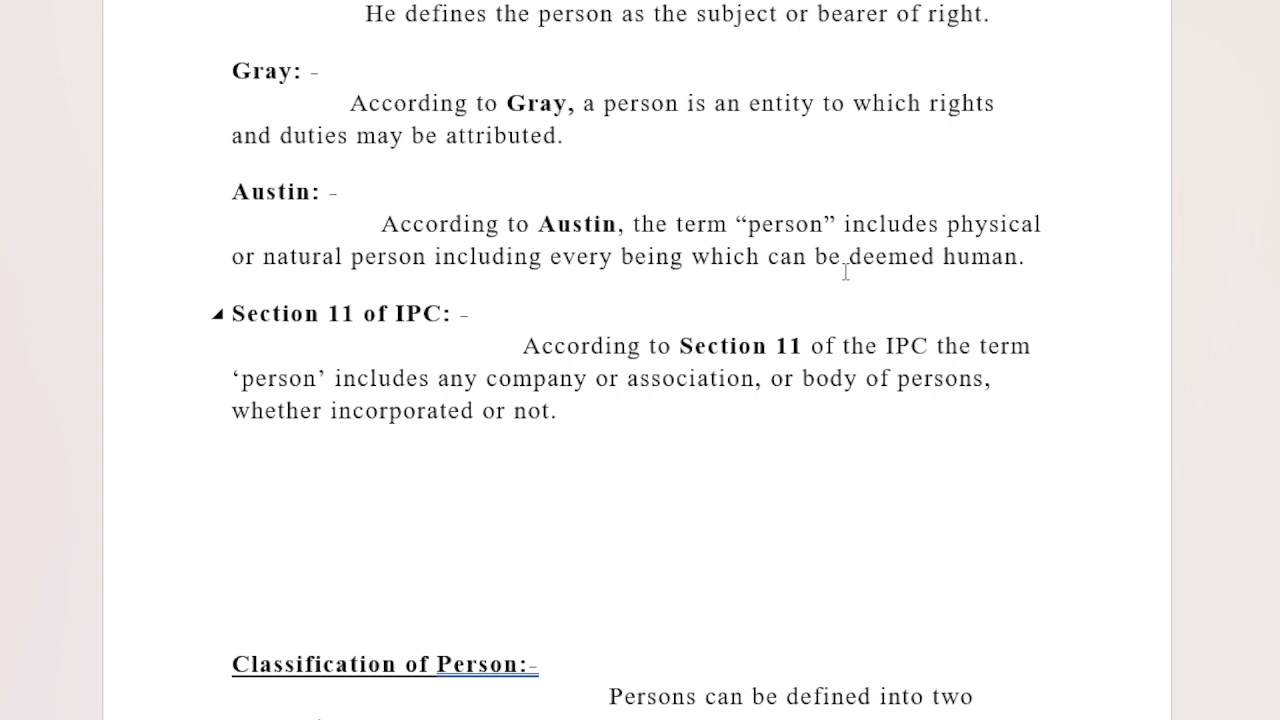 He defines the person as the subject or bearer of right.
Gray: -
According to Gray, a person is an entity to which rights
and duties may be attributed.
Austin: -
According to Austin, the term “person” includes physical
or natural person including every being which can be deemed human.
Section 11 of IPC: -
According to Section 11 of the IPC the term
‘person’ includes any company or association, or body of persons,
whether incorporated or not.
Classification of Person:-
Persons can be defined into two